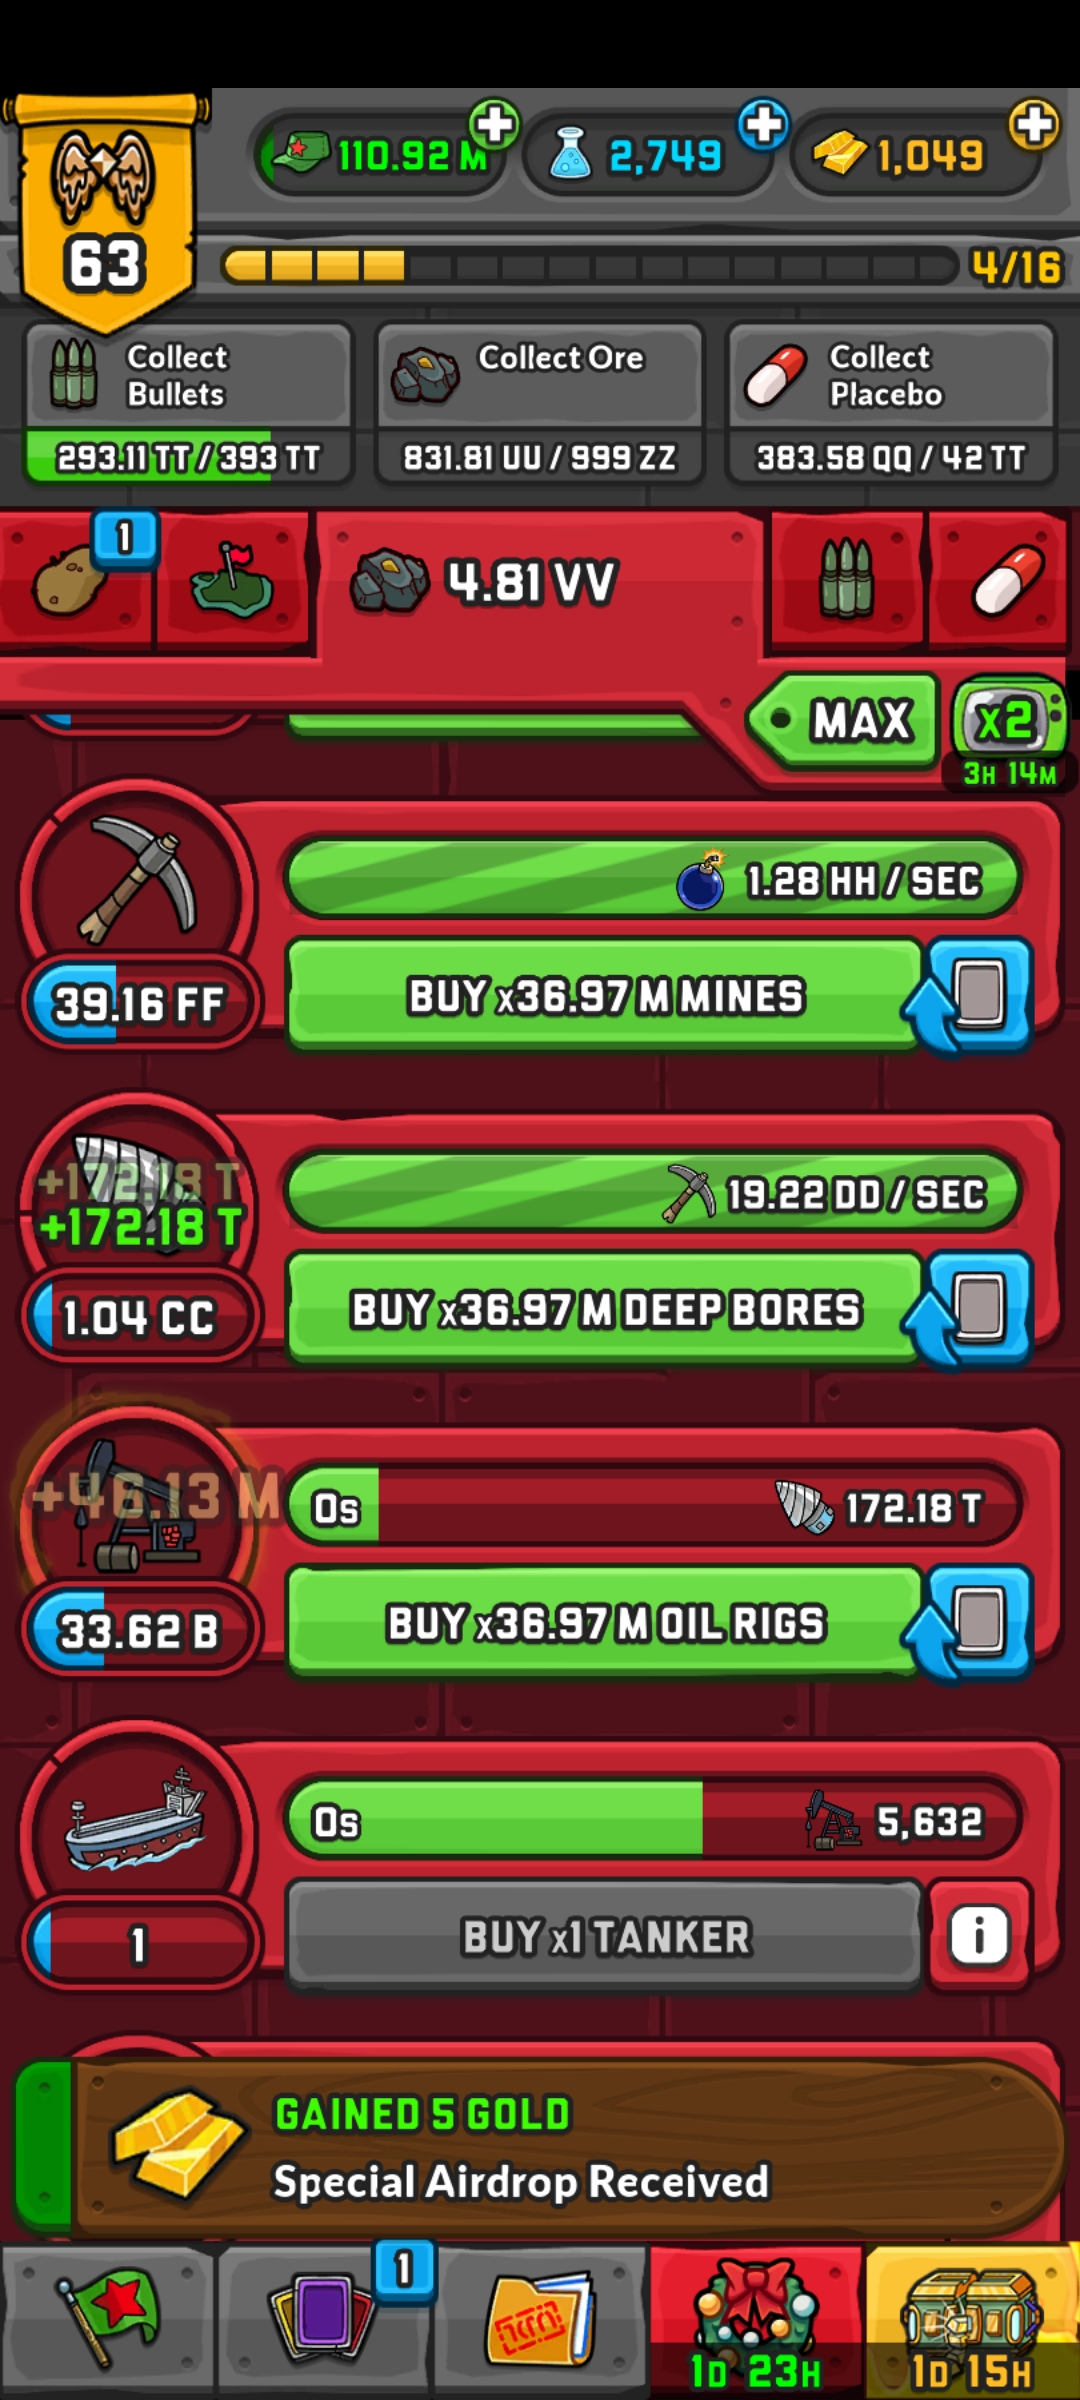 110.92 M
2,749
1,049
63
4/16
Collect
Bullets
293.11 TT / 393 TT
Collect Ore
831.81 UU / 999 ZZ
Collect
Placebo
383.58 QQ / 42 TT
1
4.81 VV
MAX
x2
3H 14M
1.28 HH / SEC
39.16 FF
BUY x36.97 M MINES
+172.18 T
+172.18 T
19.22 DD / SEC
1.04 CC
BUY x36.97 M DEEP BORES
+46.13 M
0s
172.18 T
33.62 B
BUY x36.97 M OIL RIGS
0s
5,632
1
BUY x1 TANKER
i
GAINED 5 GOLD
Special Airdrop Received
1
1D 23H
1D 15H